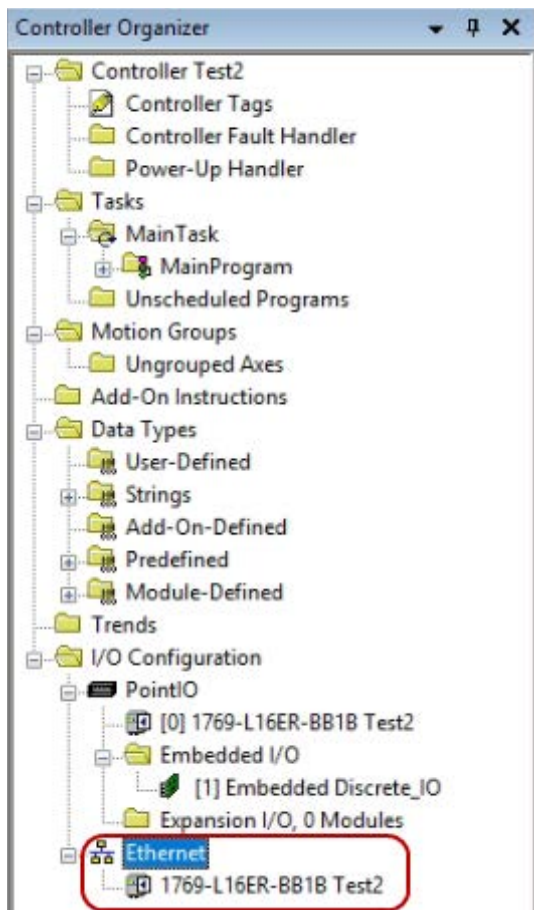 Controller Organizer
Controller Test2
Controller Tags
Controller Fault Handler
Power-Up Handler
Tasks
MainTask
MainProgram
Unscheduled Programs
Motion Groups
Ungrouped Axes
Add-On Instructions
Data Types
User-Defined
Strings
Add-On-Defined
Predefined
Module-Defined
Trends
I/O Configuration
PointIO
[0] 1769-L16ER-BB1B Test2
Embedded I/O
[1] Embedded Discrete_IO
Expansion I/O, 0 Modules
Ethernet
1769-L16ER-BB1B Test2